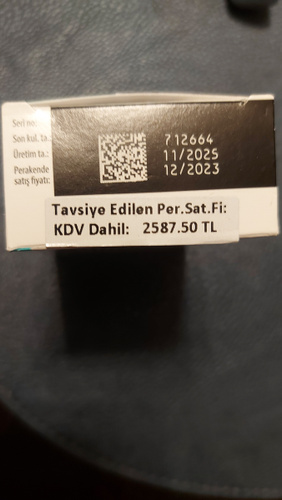 Seri no:
Son kul. ta.:
Üretim ta.:
Perakende
satış fiyatı:
712664
11/2025
12/2023
Tavsiye Edilen Per.Sat.Fi:
KDV Dahil: 2587.50 TL